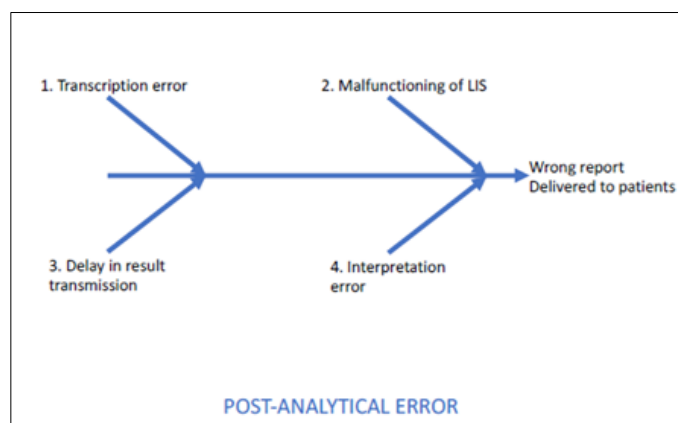 1. Transcription error
2. Malfunctioning of LIS
Wrong report
Delivered to patients
3. Delay in result
transmission
4. Interpretation
error
POST-ANALYTICAL ERROR